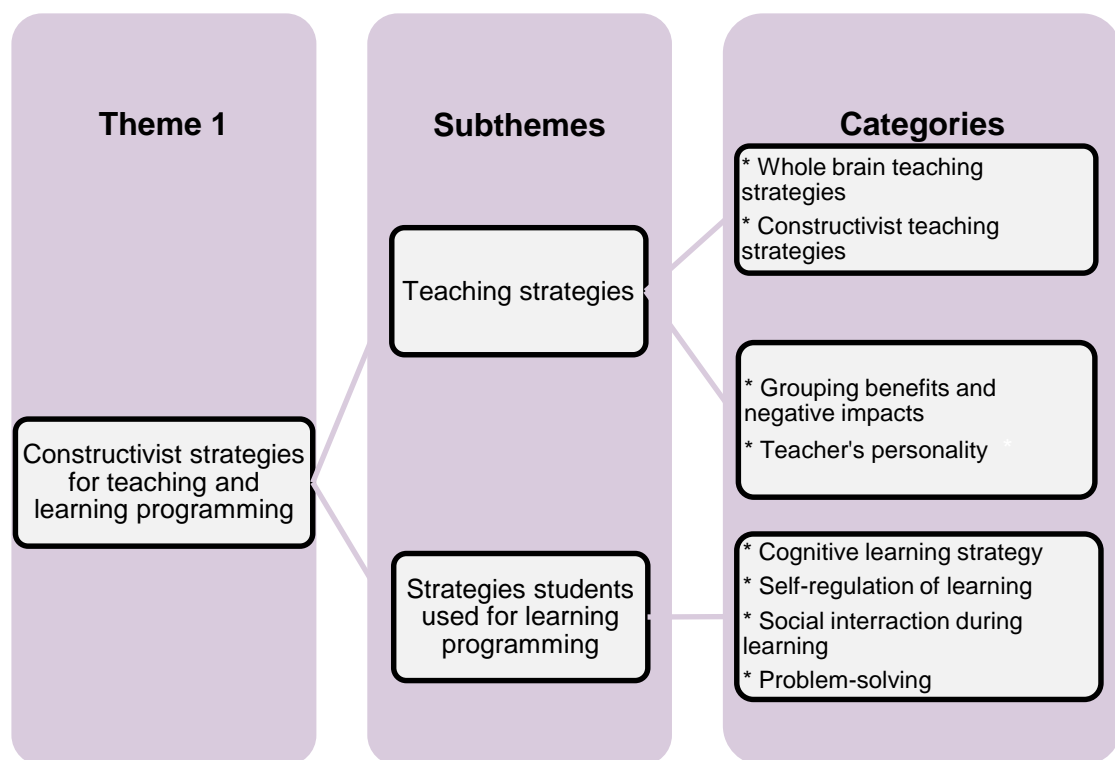 Theme 1
Subthemes
Categories
Constructivist strategies
for teaching and
learning programming
Teaching strategies
Strategies students
used for learning
programming
* Whole brain teaching
strategies
* Constructivist teaching
strategies
* Grouping benefits and
negative impacts
* Teacher's personality *
* Cognitive learning strategy
* Self-regulation of learning
* Social interraction during
learning
* Problem-solving